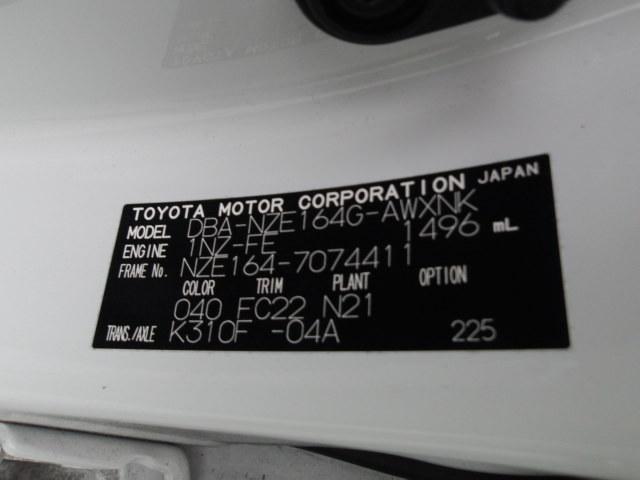 TOYOTA MOTOR CORPORATION JAPAN
MODEL DBA-NZE164G-AWXNK
ENGINE 1NZ-FE 1496 mL
FRAME No. NZE164-7074411
COLOR TRIM PLANT OPTION
040 FC22 N21
TRANS./AXLE K310F -04A 225